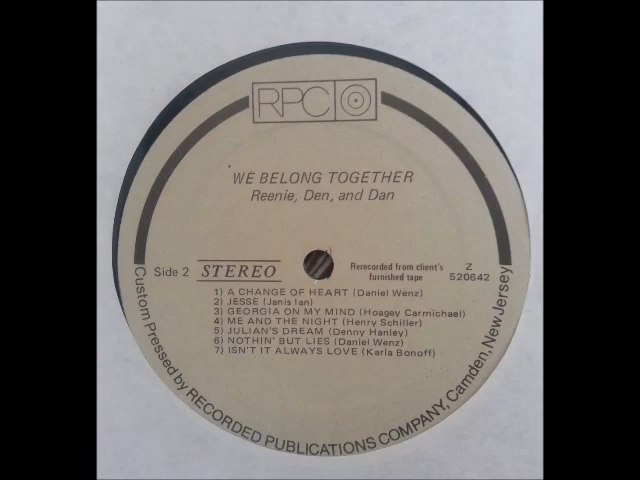 RPC
WE BELONG TOGETHER
Reenie, Den, and Dan
Side 2
STEREO
Rerecorded from client's
furnished tape
Z
520642
1) A CHANGE OF HEART (Daniel Wenz)
2) JESSE (Janis Ian)
3) GEORGIA ON MY MIND (Hoagey Carmichael)
4) ME AND THE NIGHT (Henry Schiller)
5) JULIAN'S DREAM (Denny Hanley)
6) NOTHIN' BUT LIES (Daniel Wenz)
7) ISN'T IT ALWAYS LOVE (Karla Bonoff)
Custom Pressed by RECORDED PUBLICATIONS COMPANY, Camden, New Jersey